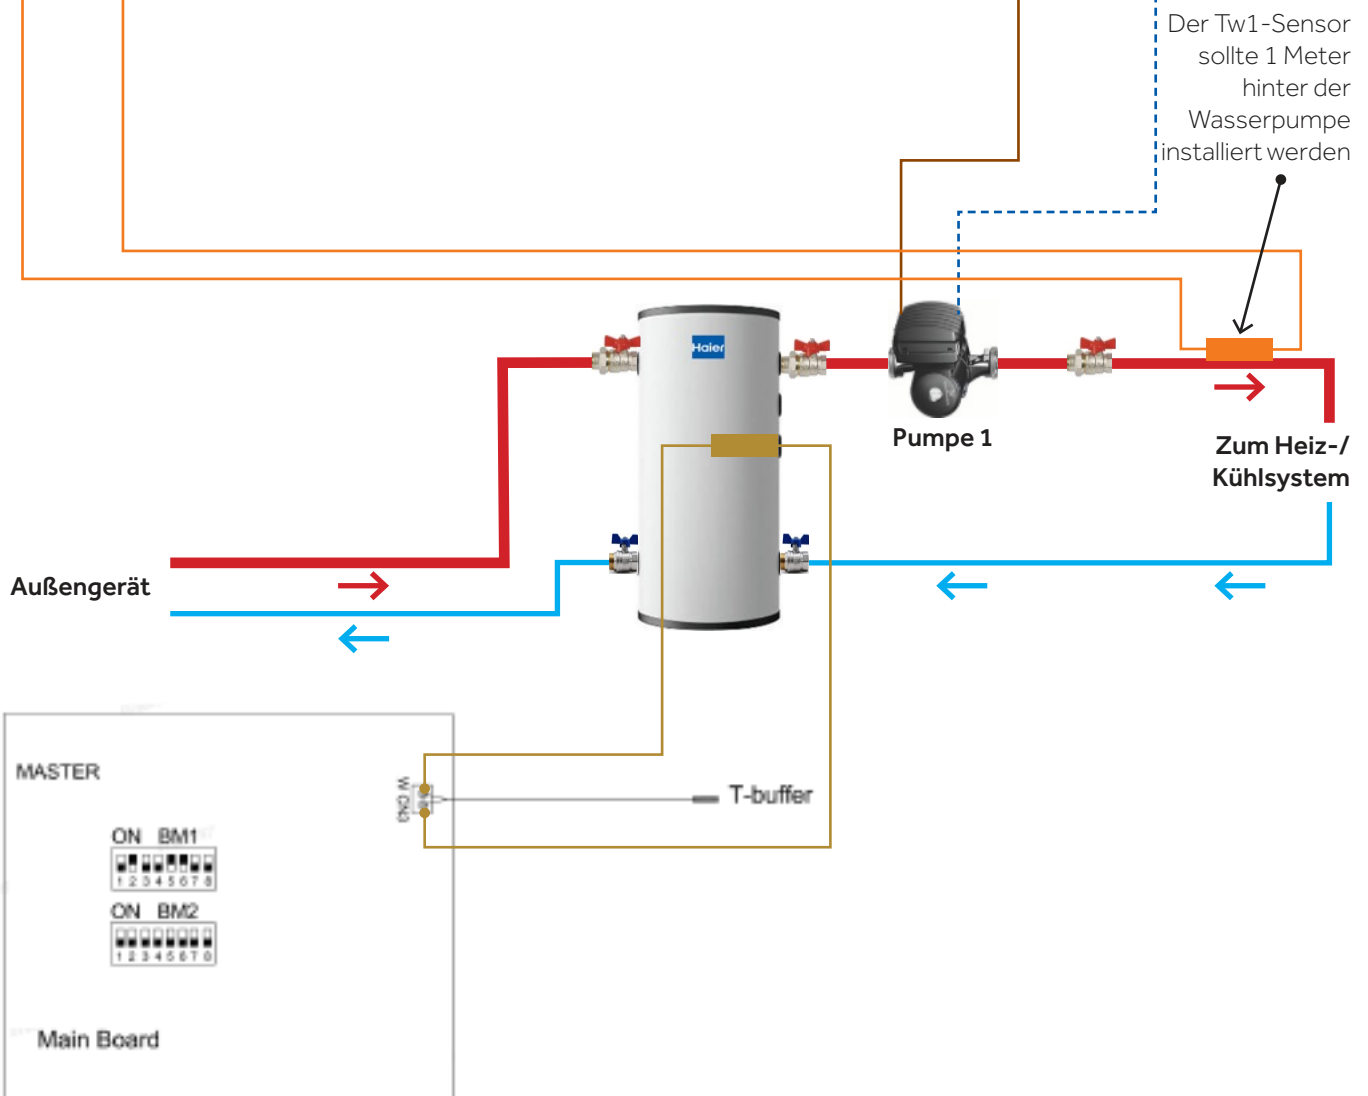 Der Tw1-Sensor
sollte 1 Meter
hinter der
Wasserpumpe
installiert werden
Haier
Pumpe 1
Zum Heiz-/
Kühlsystem
Außengerät
MASTER
W CN3
T-buffer
ON BM1
1 2 3 4 5 6 7 8
ON BM2
1 2 3 4 5 6 7 8
Main Board